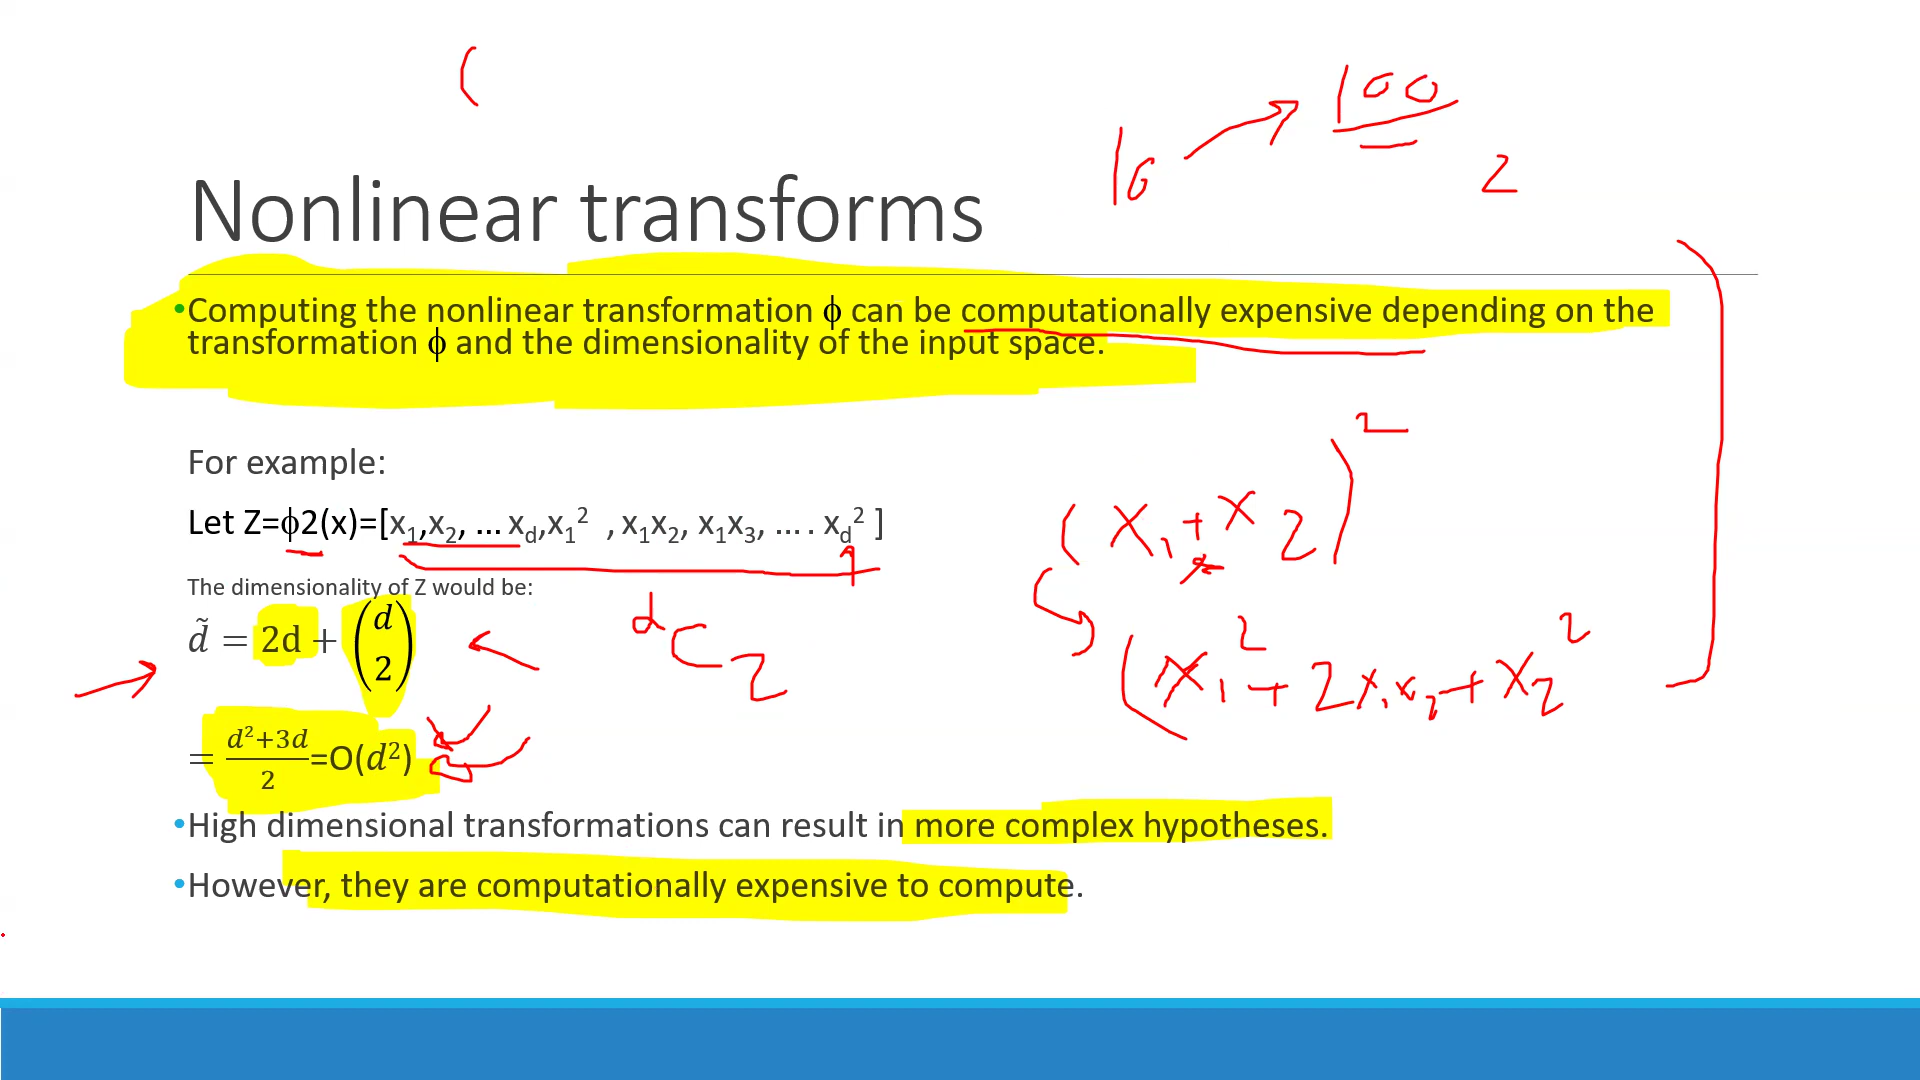 (
10 → 100
2
Nonlinear transforms
•Computing the nonlinear transformation ϕ can be computationally expensive depending on the
transformation ϕ and the dimensionality of the input space.
For example:
Let Z=ϕ2(x)=[x₁,x₂, ... x_d,x₁² , x₁x₂, x₁x₃, ... . x_d² ]
(x₁+x₂)²
The dimensionality of Z would be:
d̃ = 2d + (d 2)
ᵈC₂
(x₁² + 2x₁x₂ + x₂²
= (d²+3d)/2 =O(d²)
•High dimensional transformations can result in more complex hypotheses.
•However, they are computationally expensive to compute.